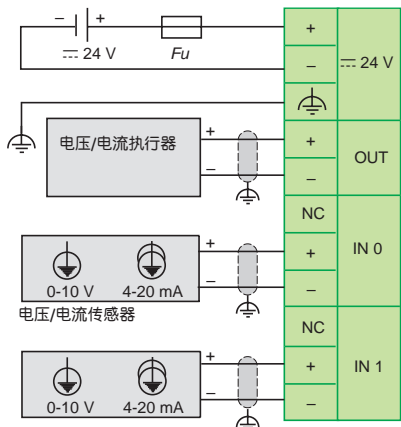 − + +
⎓ 24 V Fu − ⎓ 24 V
电压/电流执行器 + +
− − OUT
NC
+ + IN 0
0-10 V 4-20 mA − −
电压/电流传感器
NC
+ + IN 1
0-10 V 4-20 mA − −